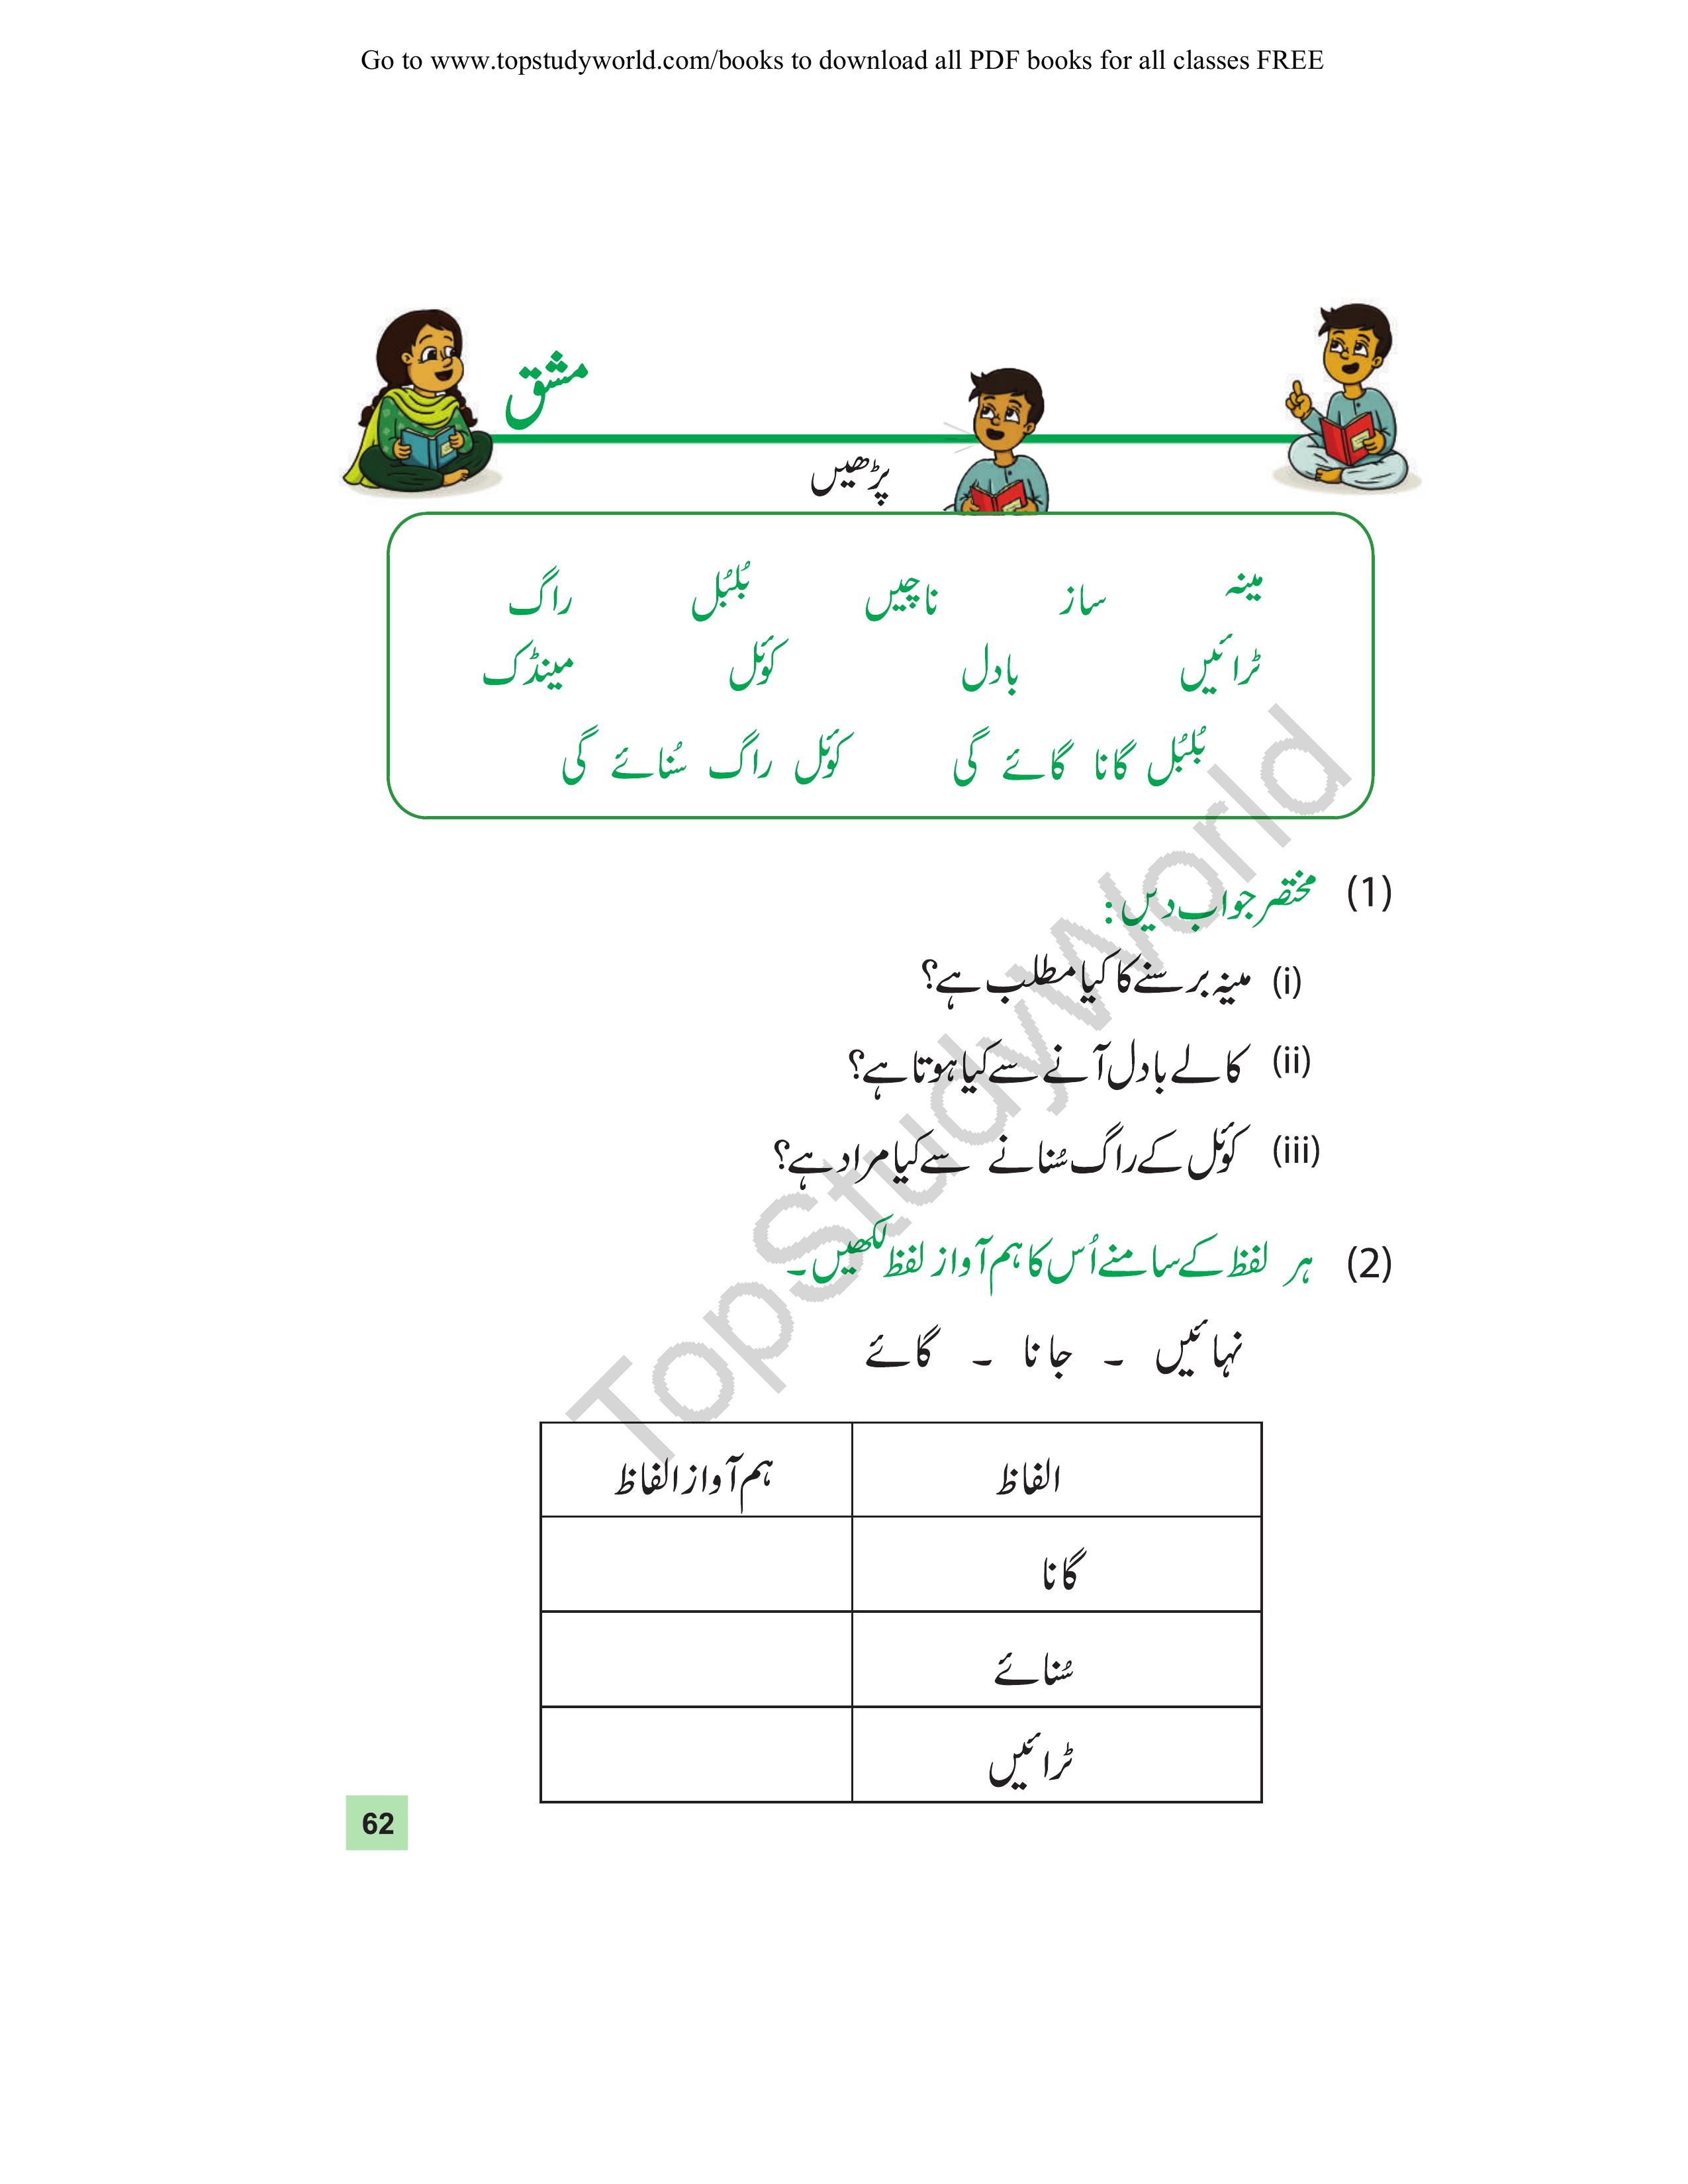 Go to www.topstudyworld.com/books to download all PDF books for all classes FREE
مشق
پڑھیں
مینہ ساز ناچیں بُلبُل راگ
ٹرائیں بادل کوئل مینڈک
بُلبُل گانا گائے گی کوئل راگ سُنائے گی
(1) مختصر جواب دیں:
(i) مینہ برسنے کا کیا مطلب ہے؟
(ii) کالے بادل آنے سے کیا ہوتا ہے؟
(iii) کوئل کے راگ سُنانے سے کیا مراد ہے؟
(2) ہر لفظ کے سامنے اُس کا ہم آواز لفظ لکھیں۔
نہائیں ۔ جانا ۔ گائے
الفاظ ہم آواز الفاظ
گانا
سُنائے
ٹرائیں
62
TopStudyWorld